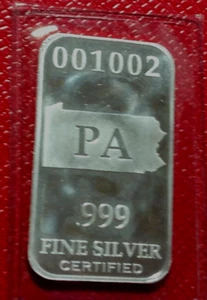 001002
PA
.999
FINE SILVER
CERTIFIED